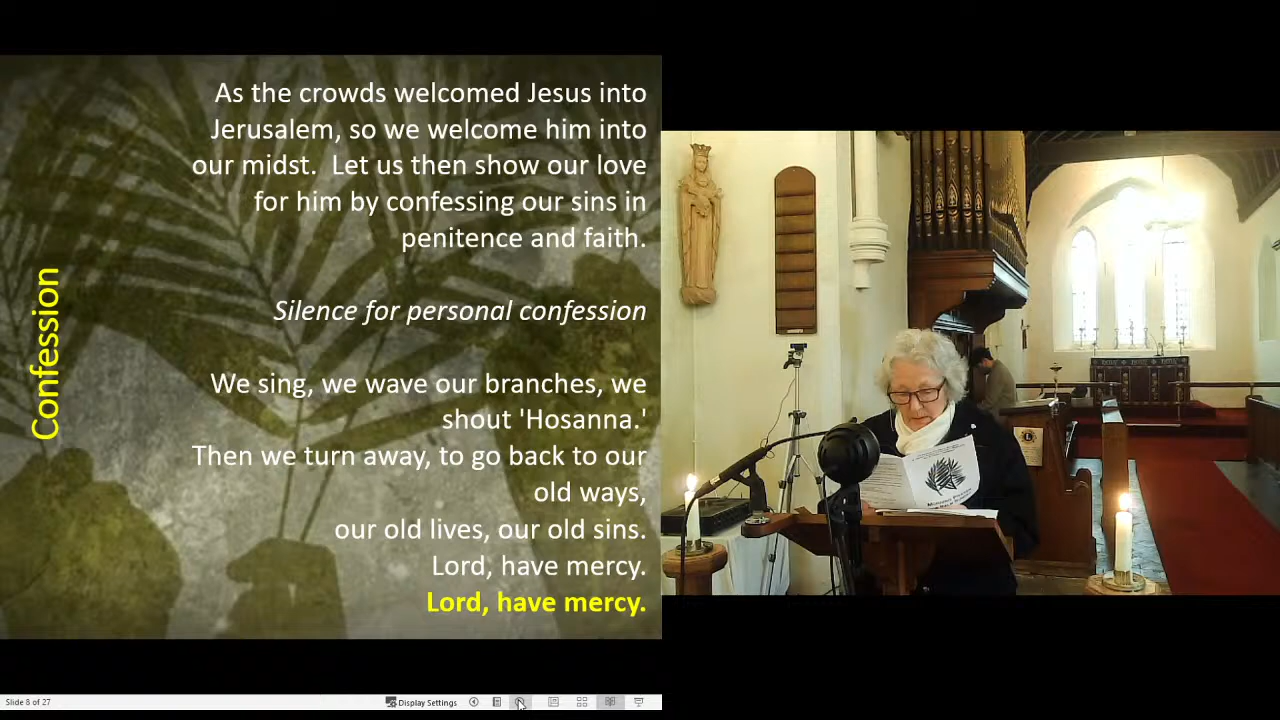 As the crowds welcomed Jesus into
Jerusalem, so we welcome him into
our midst.  Let us then show our love
for him by confessing our sins in
penitence and faith.
Silence for personal confession
We sing, we wave our branches, we
shout 'Hosanna.'
Then we turn away, to go back to our
old ways,
our old lives, our old sins.
Lord, have mercy.
Lord, have mercy.
Confession
Slide 8 of 27
Display Settings